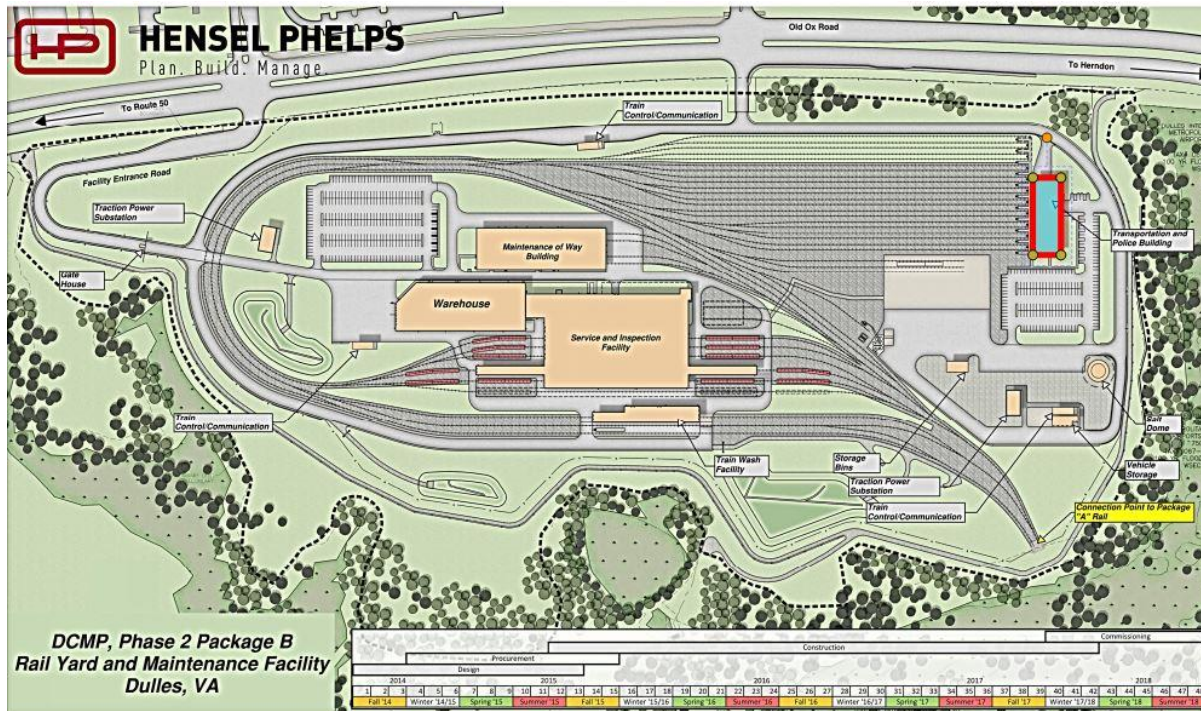 HP
HENSEL PHELPS
Plan. Build. Manage.
Old Ox Road
To Herndon
To Route 50
Train
Control/Communication
Facility Entrance Road
Traction Power
Substation
Gate
House
Maintenance of Way
Building
Transportation and
Police Building
Warehouse
Service and Inspection
Facility
Train
Control/Communication
Train Wash
Facility
Storage
Bins
Traction Power
Substation
Train
Control/Communication
Salt
Dome
Vehicle
Storage
Connection Point to Package
"A" Rail
DCMP, Phase 2 Package B
Rail Yard and Maintenance Facility
Dulles, VA
Commissioning
Construction
Procurement
Design
2014 2015 2016 2017 2018
1 2 3 4 5 6 7 8 9 10 11 12 13 14 15 16 17 18 19 20 21 22 23 24 25 26 27 28 29 30 31 32 33 34 35 36 37 38 39 40 41 42 43 44 45 46 47 48
Fall '14 Winter '14/15 Spring '15 Summer '15 Fall '15 Winter '15/16 Spring '16 Summer '16 Fall '16 Winter '16/17 Spring '17 Summer '17 Fall '17 Winter '17/18 Spring '18 Summer '18